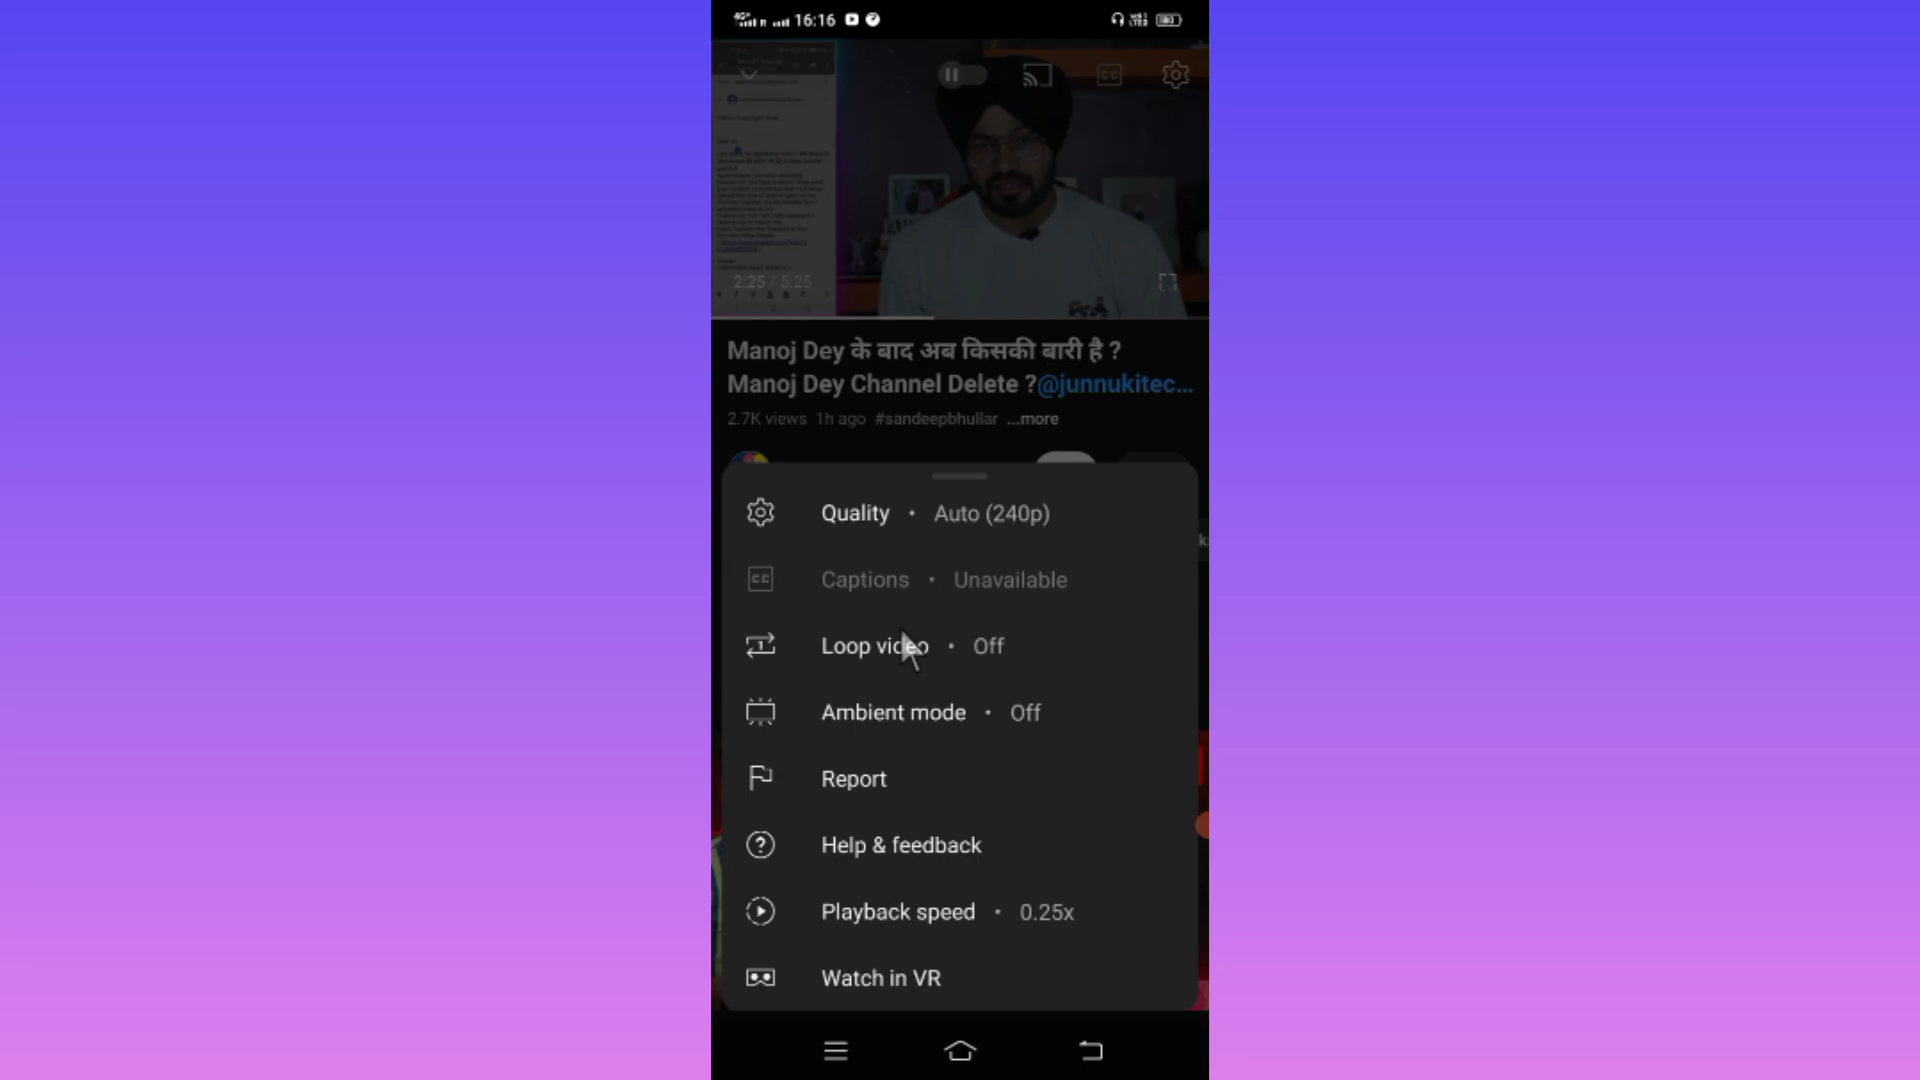 16:16
2:25 / 5:25
Manoj Dey के बाद अब किसकी बारी है ?
Manoj Dey Channel Delete ?@junnukitec...
2.7K views 1h ago #sandeepbhullar ...more
Quality • Auto (240p)
CC Captions • Unavailable
Loop video • Off
Ambient mode • Off
Report
Help & feedback
Playback speed • 0.25x
Watch in VR